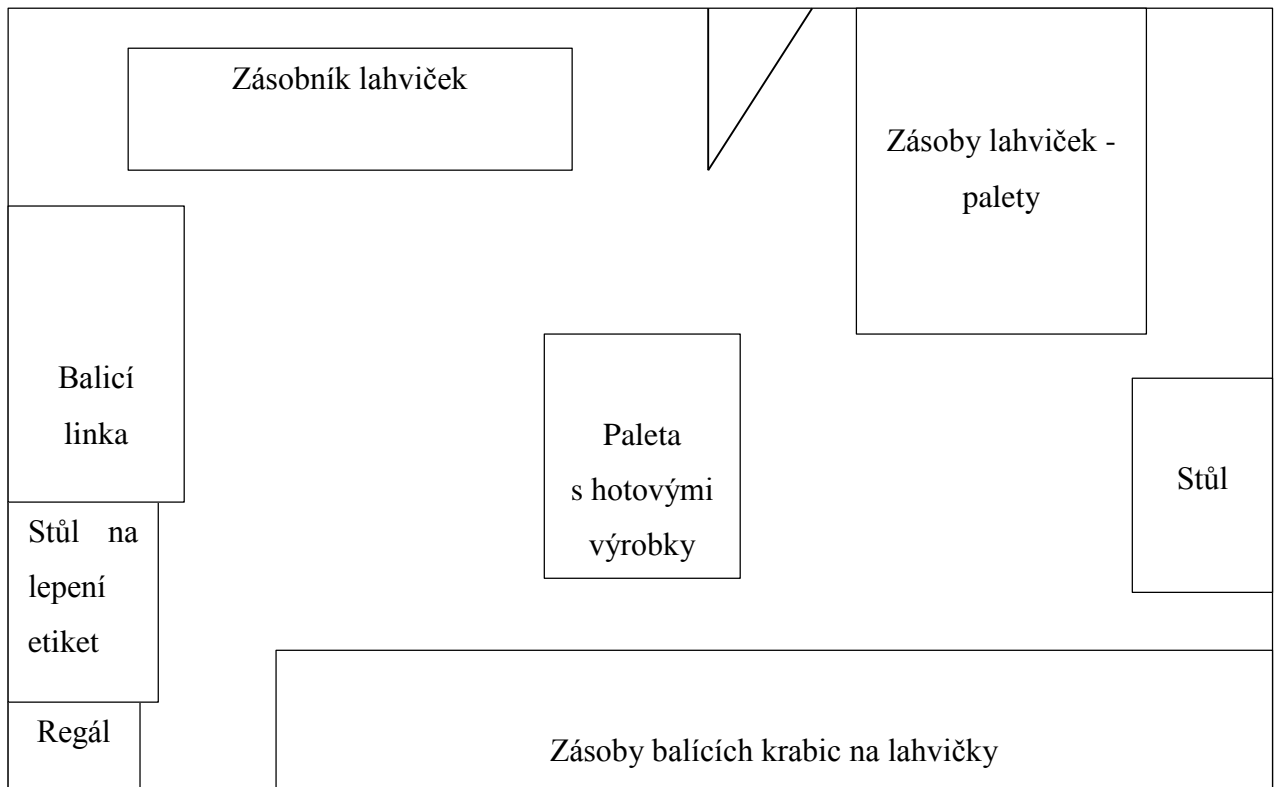 Zásobník lahviček
Zásoby lahviček -
palety
Balicí
linka
Paleta
s hotovými
výrobky
Stůl
Stůl na
lepení
etiket
Regál
Zásoby balících krabic na lahvičky